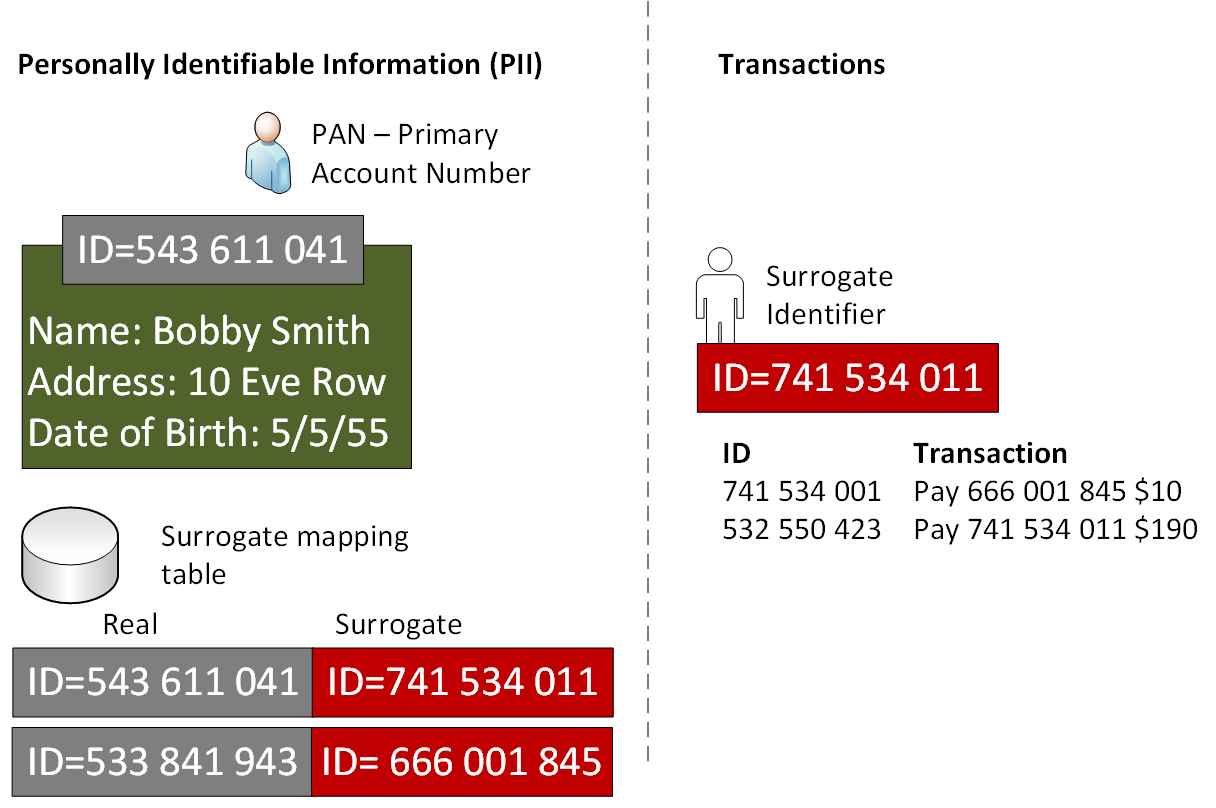 Personally Identifiable Information (PII)
PAN – Primary
Account Number
ID=543 611 041
Name: Bobby Smith
Address: 10 Eve Row
Date of Birth: 5/5/55
Surrogate mapping
table
Real Surrogate
ID=543 611 041 ID=741 534 011
ID=533 841 943 ID= 666 001 845
Transactions
Surrogate
Identifier
ID=741 534 011
ID Transaction
741 534 001 Pay 666 001 845 $10
532 550 423 Pay 741 534 011 $190